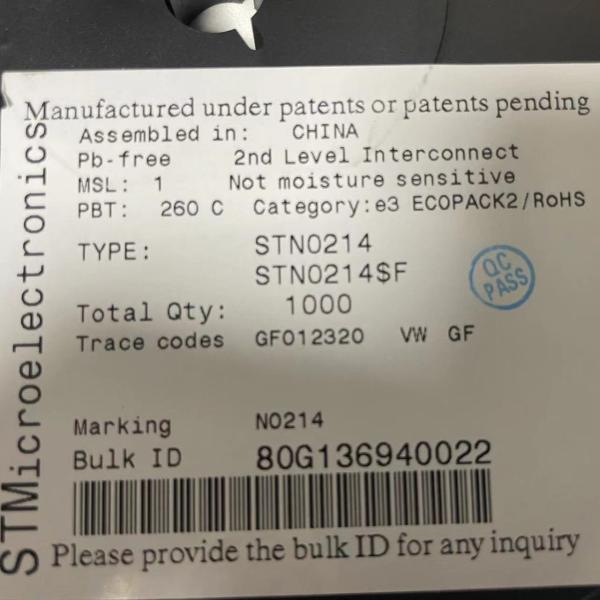 Manufactured under patents or patents pending
STMicroelectronics
Assembled in: CHINA
Pb-free 2nd Level Interconnect
MSL: 1 Not moisture sensitive
PBT: 260 C Category:e3 ECOPACK2/RoHS
TYPE: STN0214
STN0214$F
QC
PASS
Total Qty: 1000
Trace codes GF012320 VW GF
Marking N0214
Bulk ID 80G136940022
Please provide the bulk ID for any inquiry